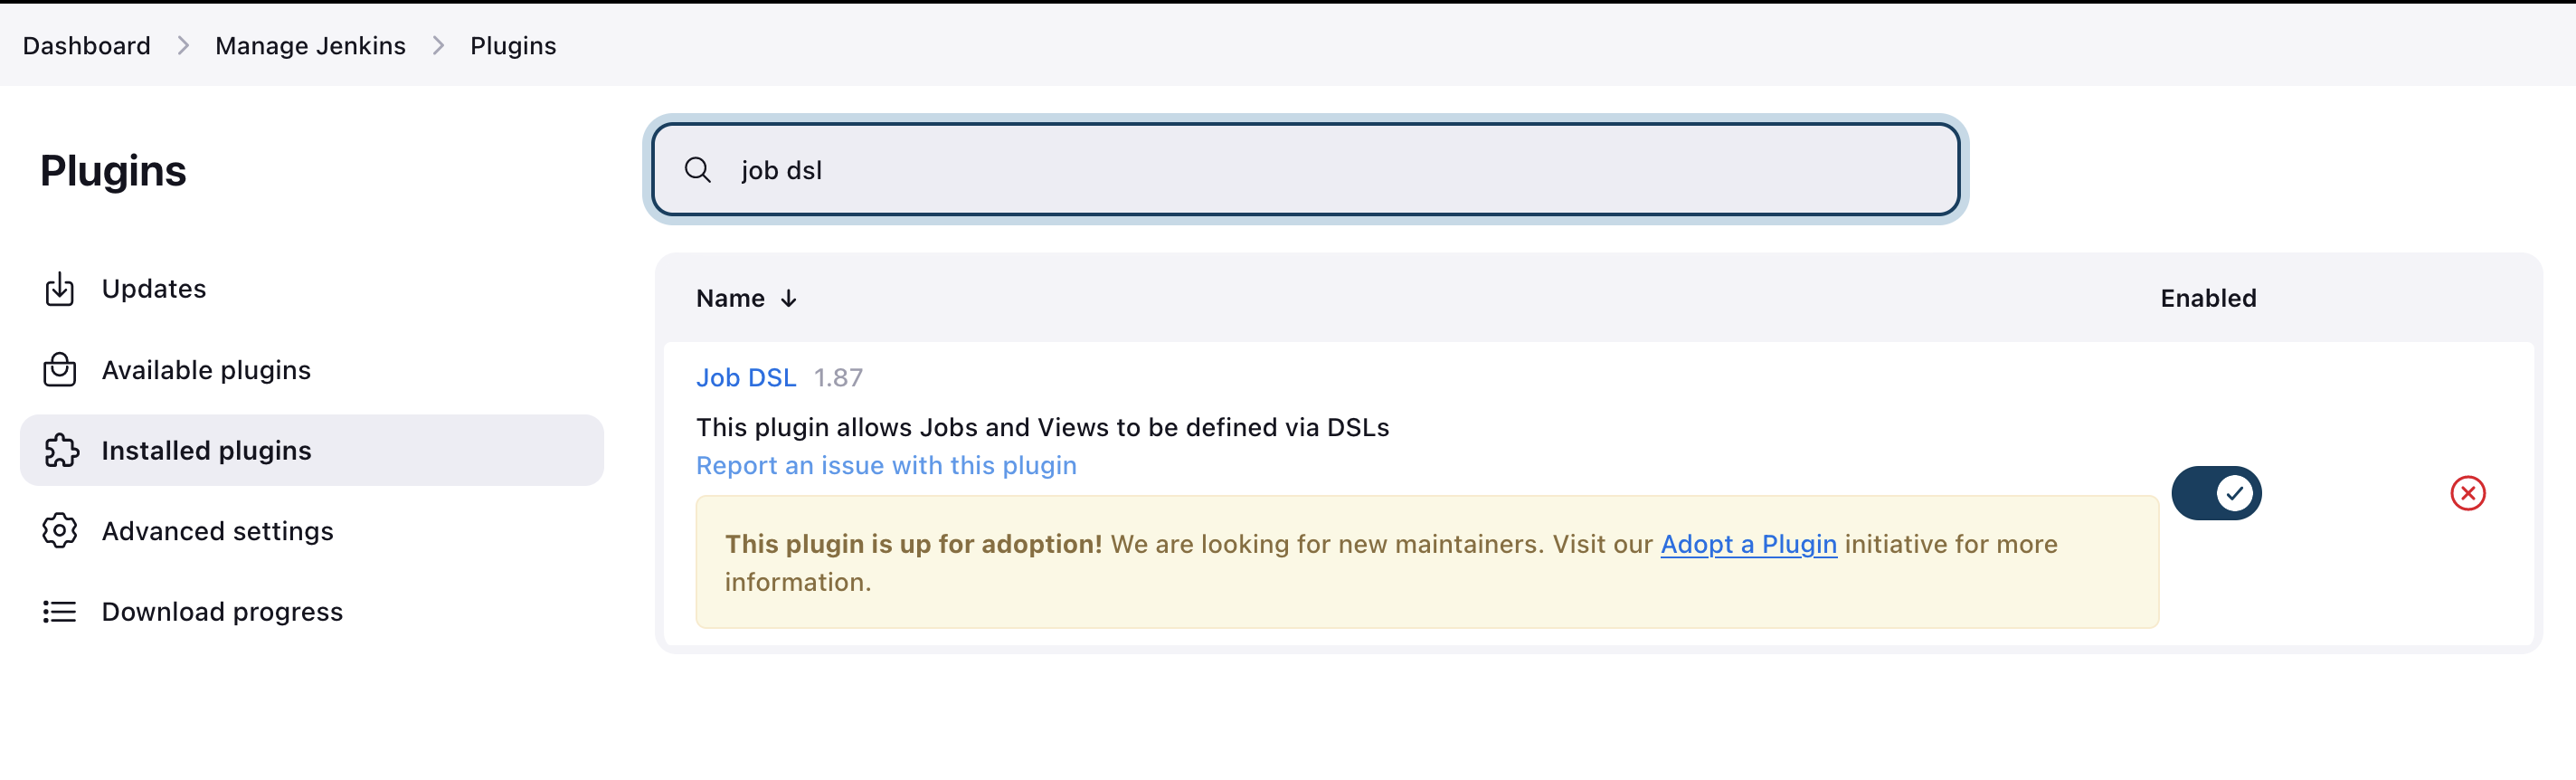 Dashboard > Manage Jenkins > Plugins
Plugins
Updates
Available plugins
Installed plugins
Advanced settings
Download progress
job dsl
Name ↓ Enabled
Job DSL 1.87
This plugin allows Jobs and Views to be defined via DSLs
Report an issue with this plugin
This plugin is up for adoption! We are looking for new maintainers. Visit our Adopt a Plugin initiative for more
information.